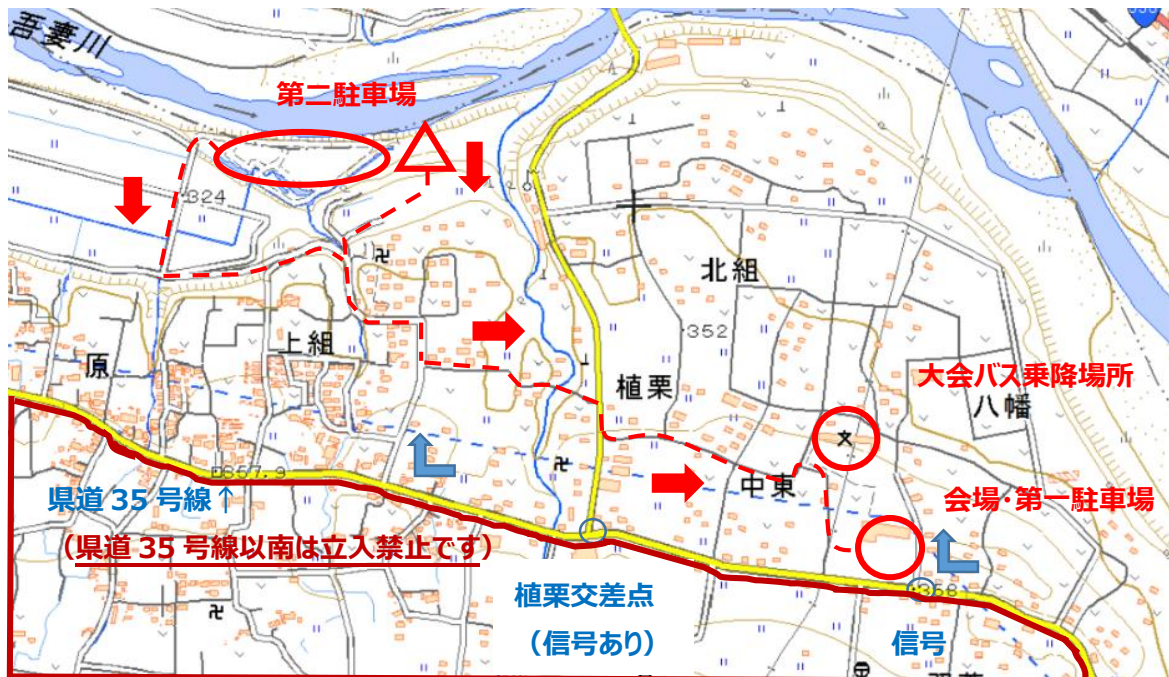 吾妻川
第二駐車場
324
北組
352
上組
原
植栗
大会バス乗降場所
八幡
中東
357.9
県道 35 号線↑
会場・第一駐車場
(県道 35 号線以南は立入禁止です)
358
植栗交差点
(信号あり)
信号